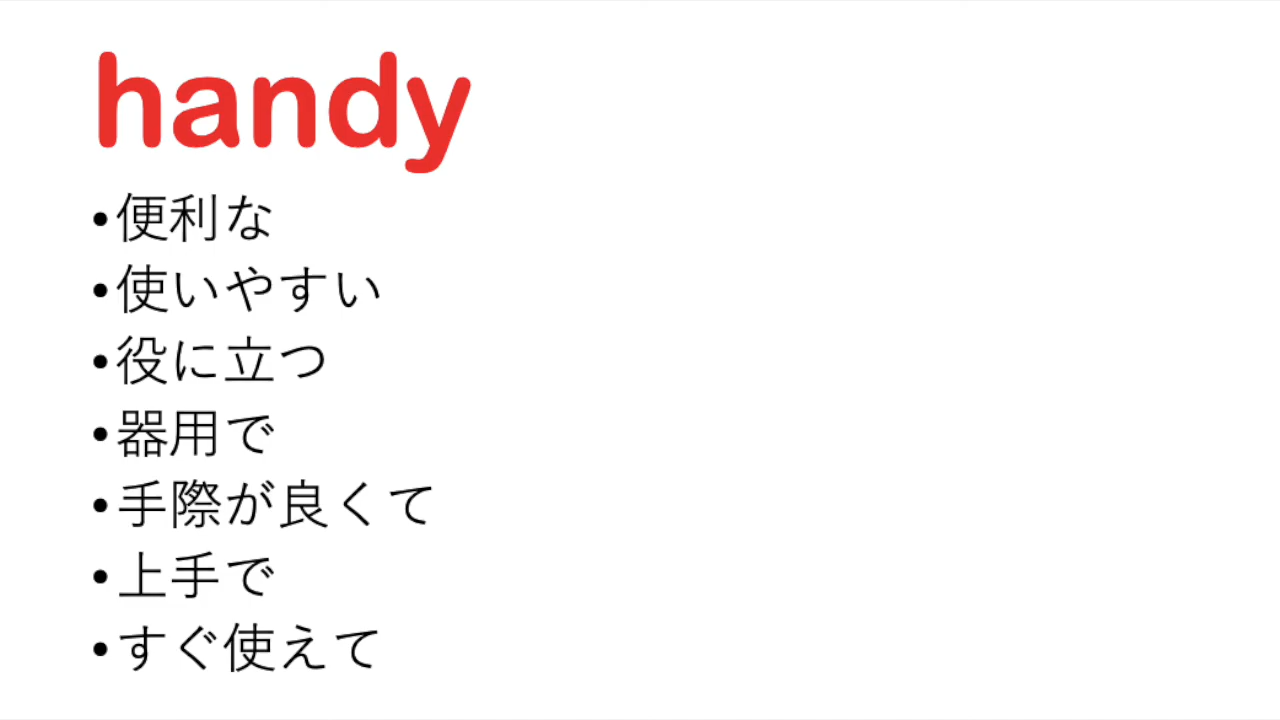 handy
•便利な
•使いやすい
•役に立つ
•器用で
•手際が良くて
•上手で
•すぐ使えて